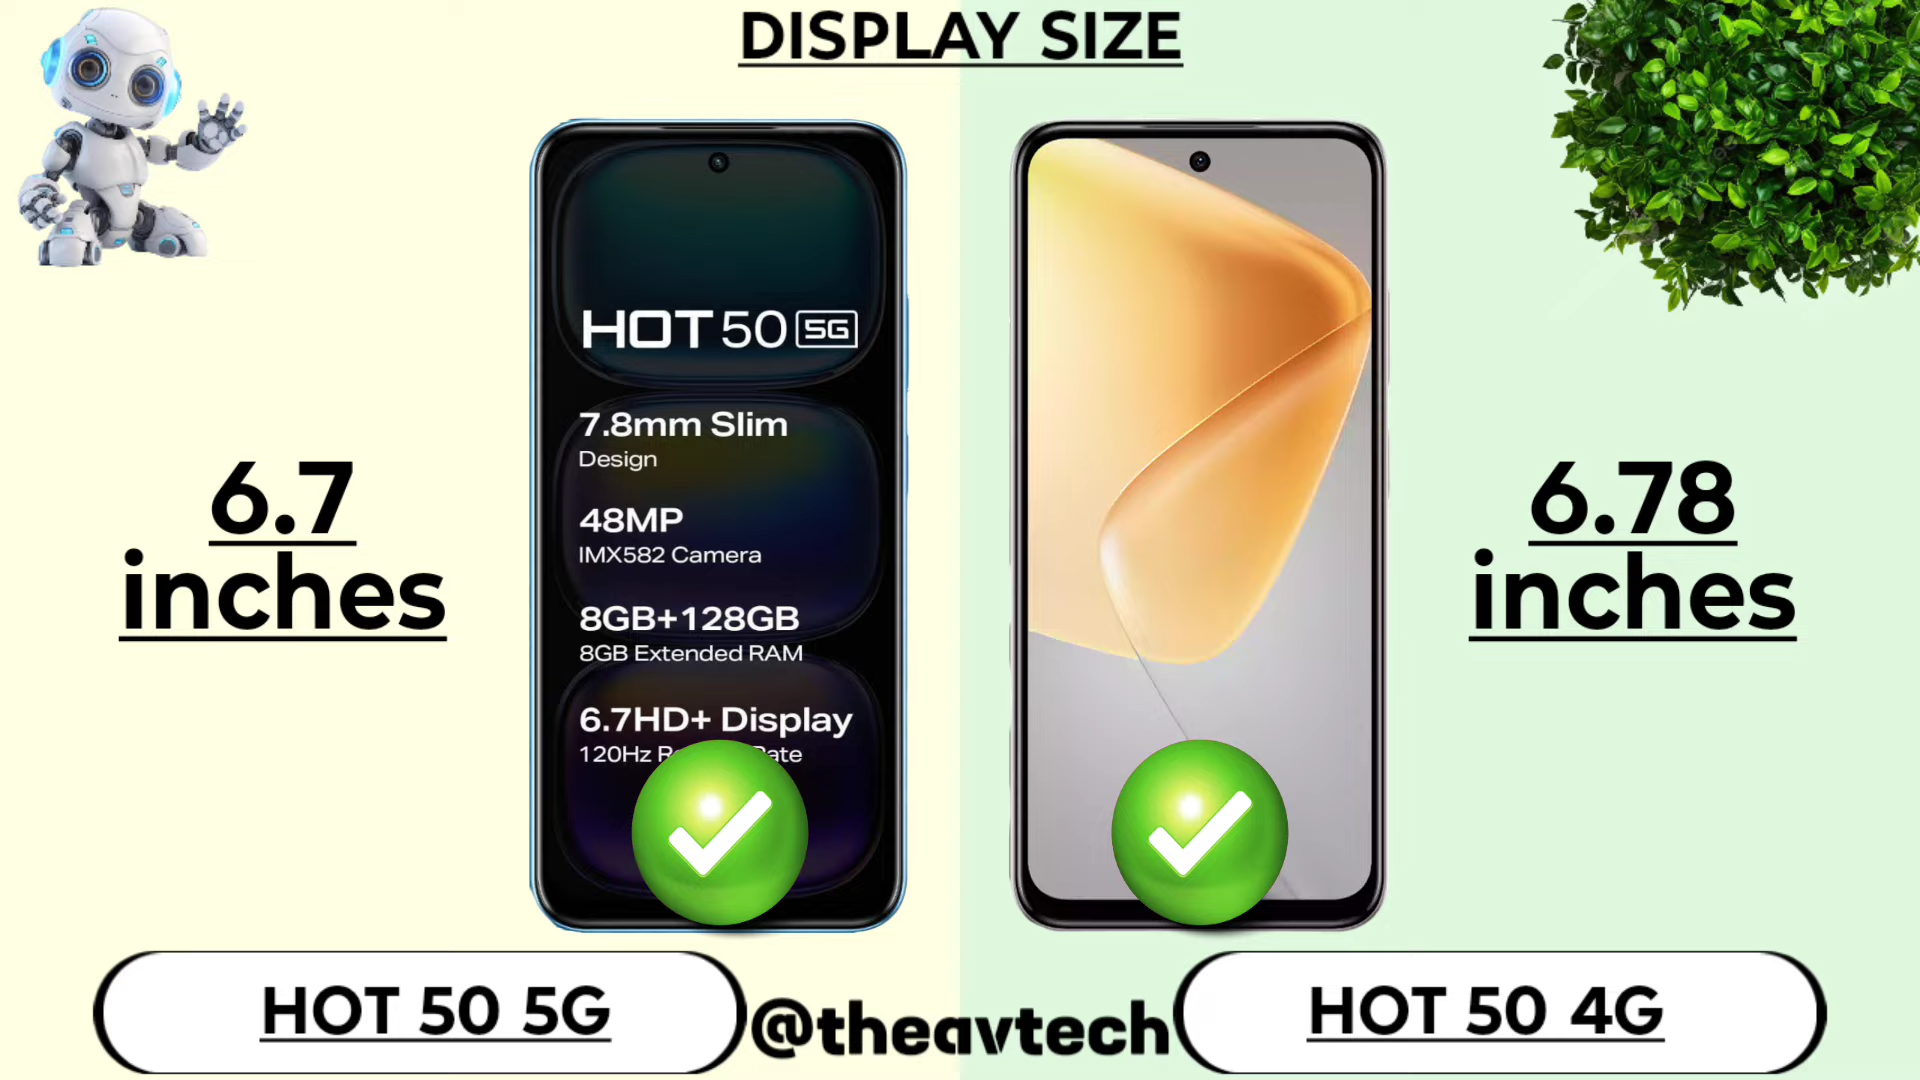 DISPLAY SIZE
HOT 50 5G
7.8mm Slim
Design
48MP
IMX582 Camera
8GB+128GB
8GB Extended RAM
6.7HD+ Display
120Hz
6.7
inches
6.78
inches
HOT 50 5G
@theavtech
HOT 50 4G